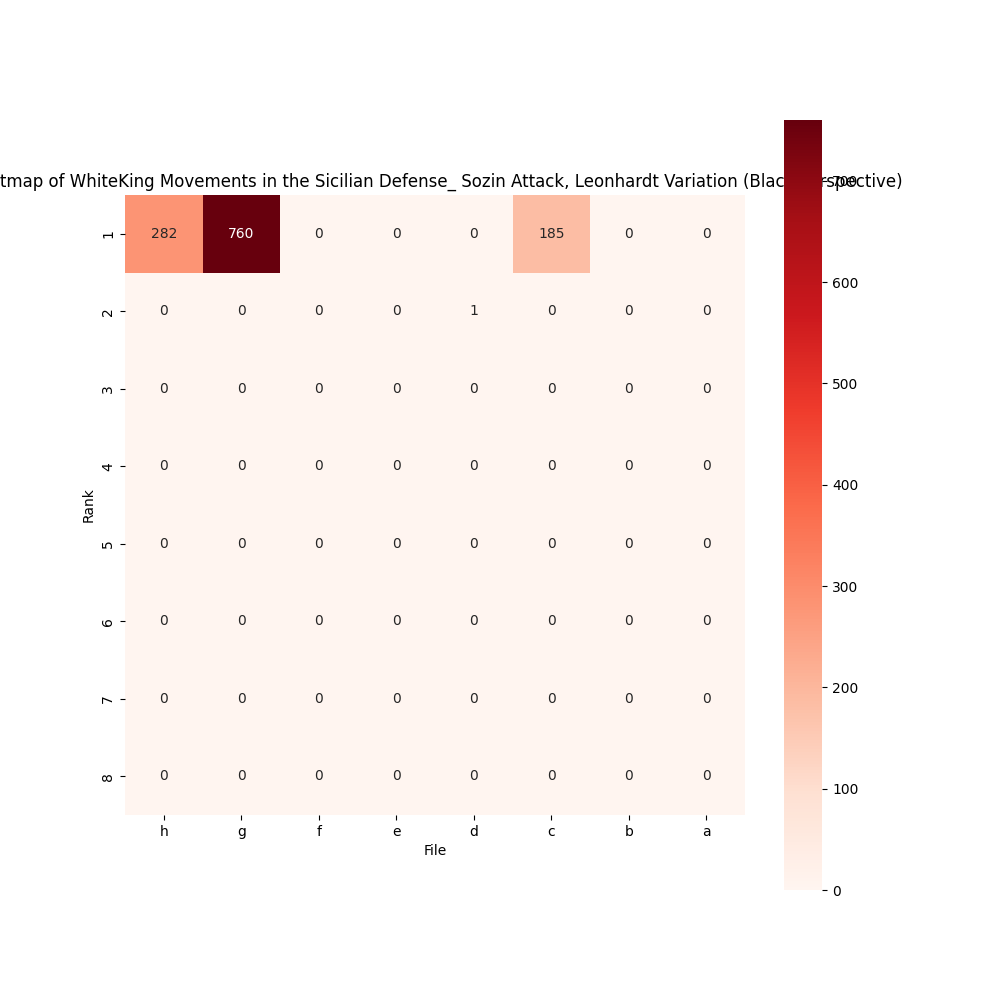 tmap of WhiteKing Movements in the Sicilian Defense_ Sozin Attack, Leonhardt Variation (Black Perspective)
700
1 282 760 0 0 0 185 0 0
600
2 0 0 0 0 1 0 0 0
3 0 0 0 0 0 0 0 0
500
4 0 0 0 0 0 0 0 0
400
Rank
5 0 0 0 0 0 0 0 0
300
6 0 0 0 0 0 0 0 0
200
7 0 0 0 0 0 0 0 0
8 0 0 0 0 0 0 0 0
100
h g f e d c b a
File
0